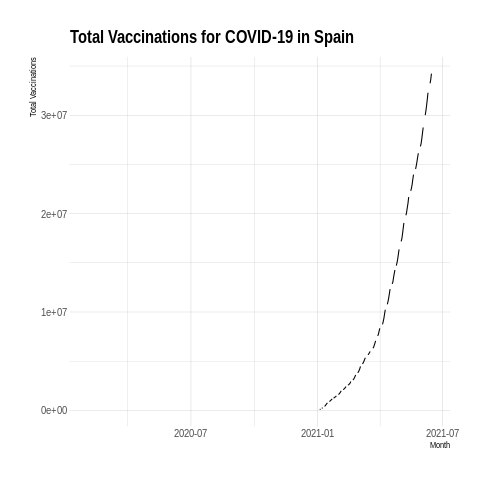 Total Vaccinations for COVID-19 in Spain
Total Vaccinations
3e+07
2e+07
1e+07
0e+00
2020-07
2021-01
2021-07
Month